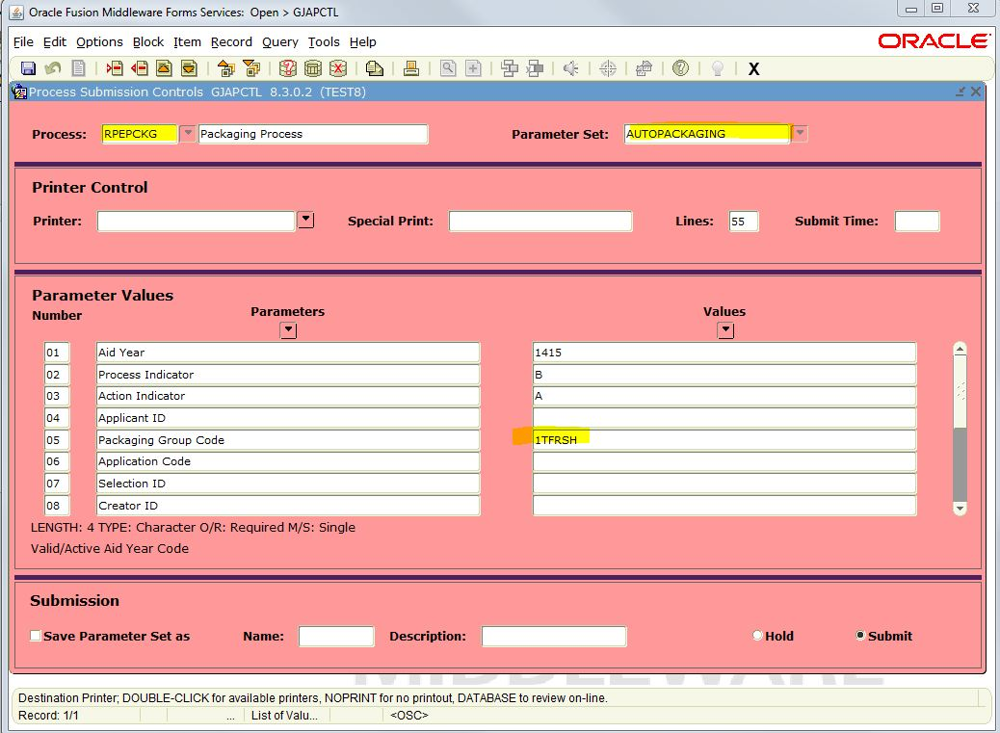 Oracle Fusion Middleware Forms Services: Open > GJAPCTL
File Edit Options Block Item Record Query Tools Help
ORACLE
X
Process Submission Controls GJAPCTL 8.3.0.2 (TEST8)
Process: RPEPCKG Packaging Process Parameter Set: AUTOPACKAGING
Printer Control
Printer: Special Print: Lines: 55 Submit Time:
Parameter Values
Number Parameters Values
01 Aid Year 1415
02 Process Indicator B
03 Action Indicator A
04 Applicant ID
05 Packaging Group Code 1TFRSH
06 Application Code
07 Selection ID
08 Creator ID
LENGTH: 4 TYPE: Character O/R: Required M/S: Single
Valid/Active Aid Year Code
Submission
Save Parameter Set as Name: Description: Hold Submit
MIDDLEWARE
Destination Printer; DOUBLE-CLICK for available printers, NOPRINT for no printout, DATABASE to review on-line.
Record: 1/1 ... List of Valu... <OSC>